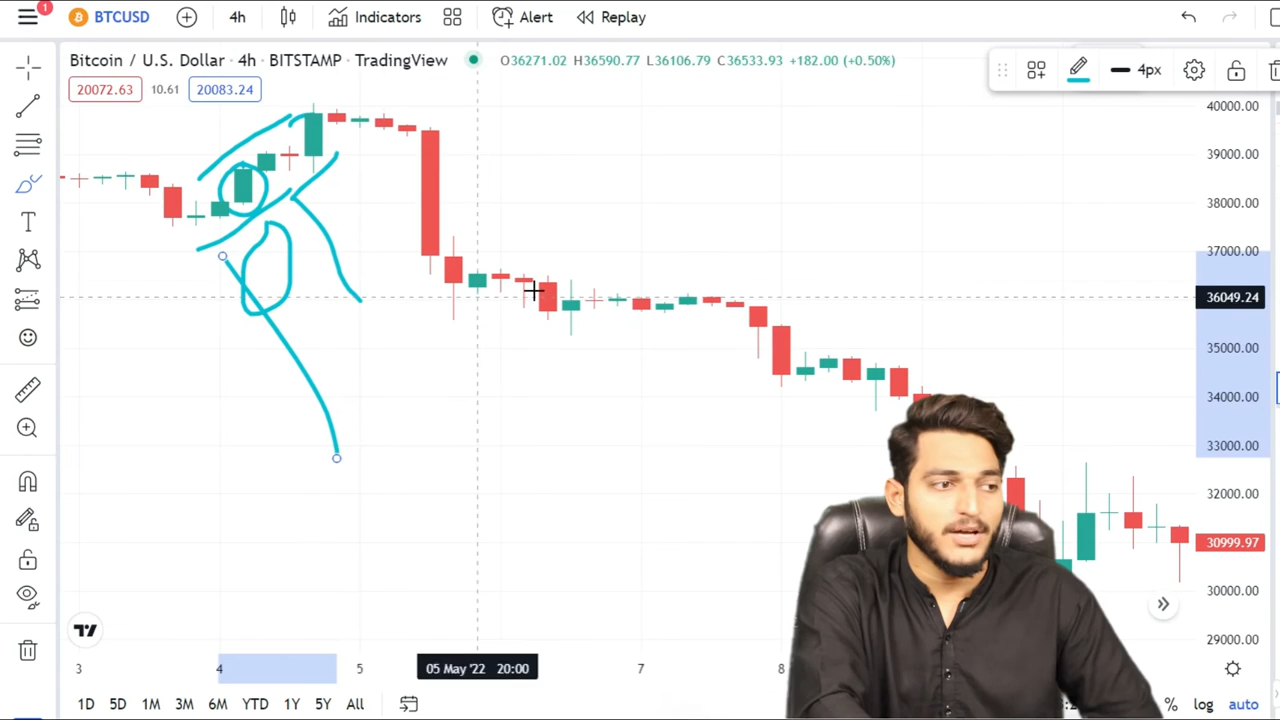 1
BTCUSD
4h
Indicators
Alert
Replay
Bitcoin / U.S. Dollar · 4h · BITSTAMP · TradingView
O36271.02 H36590.77 L36106.79 C36533.93 +182.00 (+0.50%)
20072.63 10.61 20083.24
4px
40000.00
39000.00
38000.00
37000.00
36049.24
35000.00
34000.00
33000.00
32000.00
30999.97
30000.00
29000.00
3 4 5 05 May '22 20:00 7 8
1D 5D 1M 3M 6M YTD 1Y 5Y All % log auto